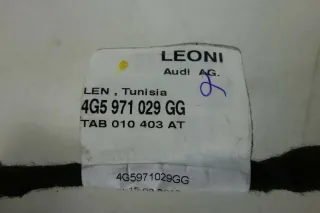 LEONI
Audi AG.
LEN , Tunisia
4G5 971 029 GG
TAB 010 403 AT
4G5971029GG